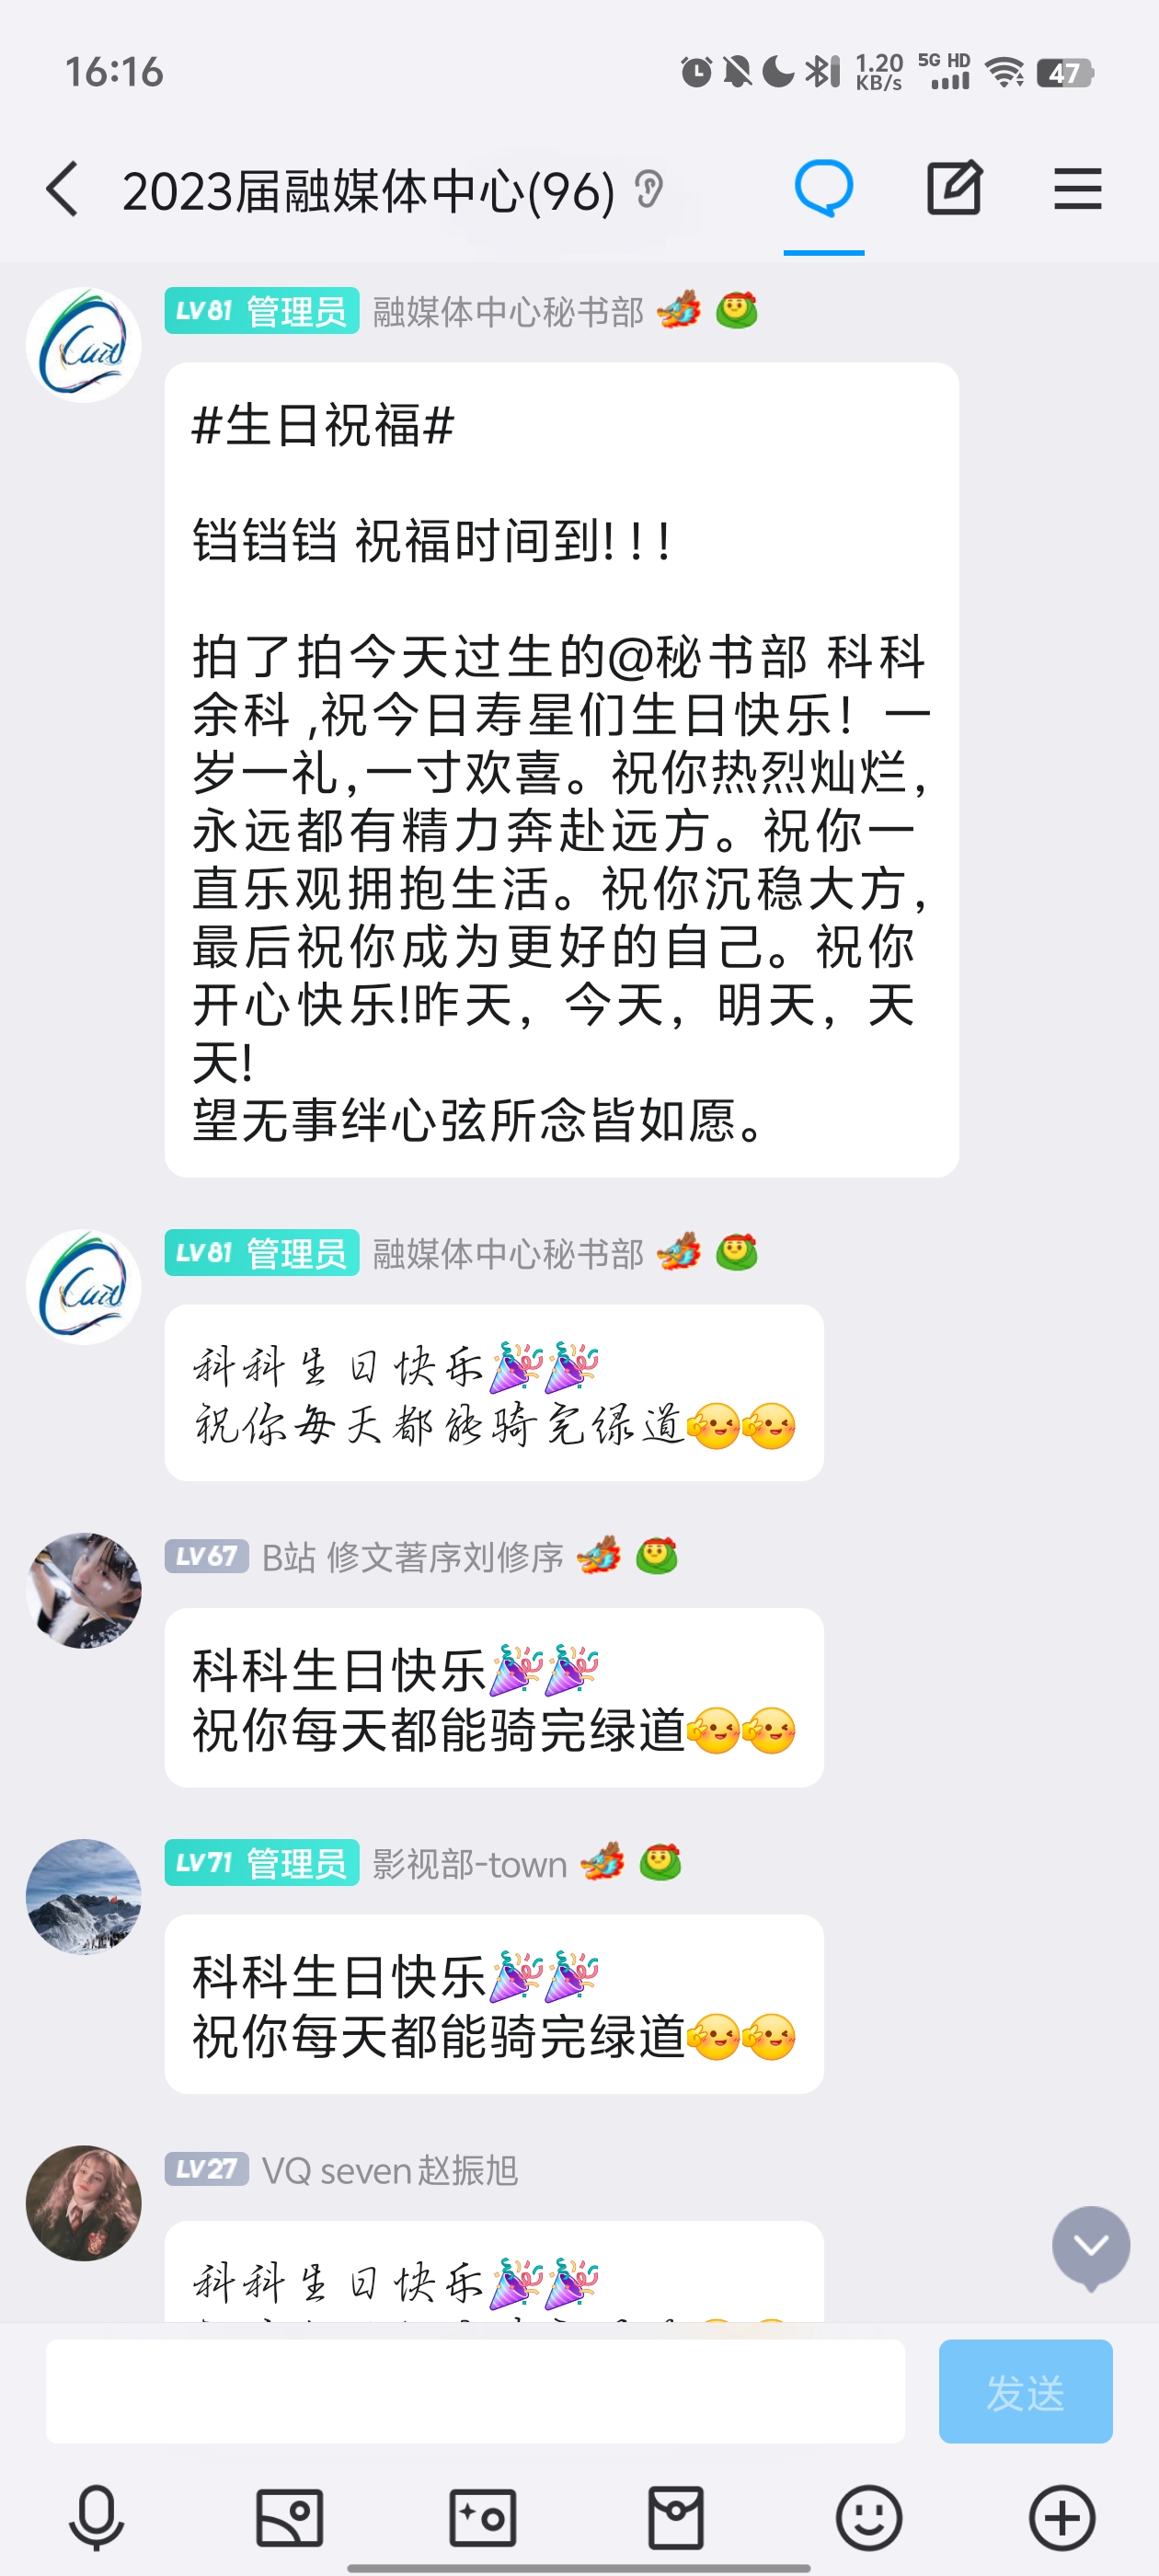 16:16
1.20 KB/s 5G HD 47
2023届融媒体中心(96)
LV81 管理员 融媒体中心秘书部
Cuit
#生日祝福#
铛铛铛 祝福时间到! ! !
拍了拍今天过生的@秘书部 科科
余科 ,祝今日寿星们生日快乐！一
岁一礼,一寸欢喜。祝你热烈灿烂,
永远都有精力奔赴远方。祝你一
直乐观拥抱生活。祝你沉稳大方,
最后祝你成为更好的自己。祝你
开心快乐!昨天，今天，明天，天
天!
望无事绊心弦所念皆如愿。
LV81 管理员 融媒体中心秘书部
Cuit
科科生日快乐🎉🎉
祝你每天都能骑完绿道
LV67 B站 修文著序刘修序
科科生日快乐🎉🎉
祝你每天都能骑完绿道
LV71 管理员 影视部-town
科科生日快乐🎉🎉
祝你每天都能骑完绿道
LV27 VQ seven赵振旭
科科生日快乐🎉🎉
发送